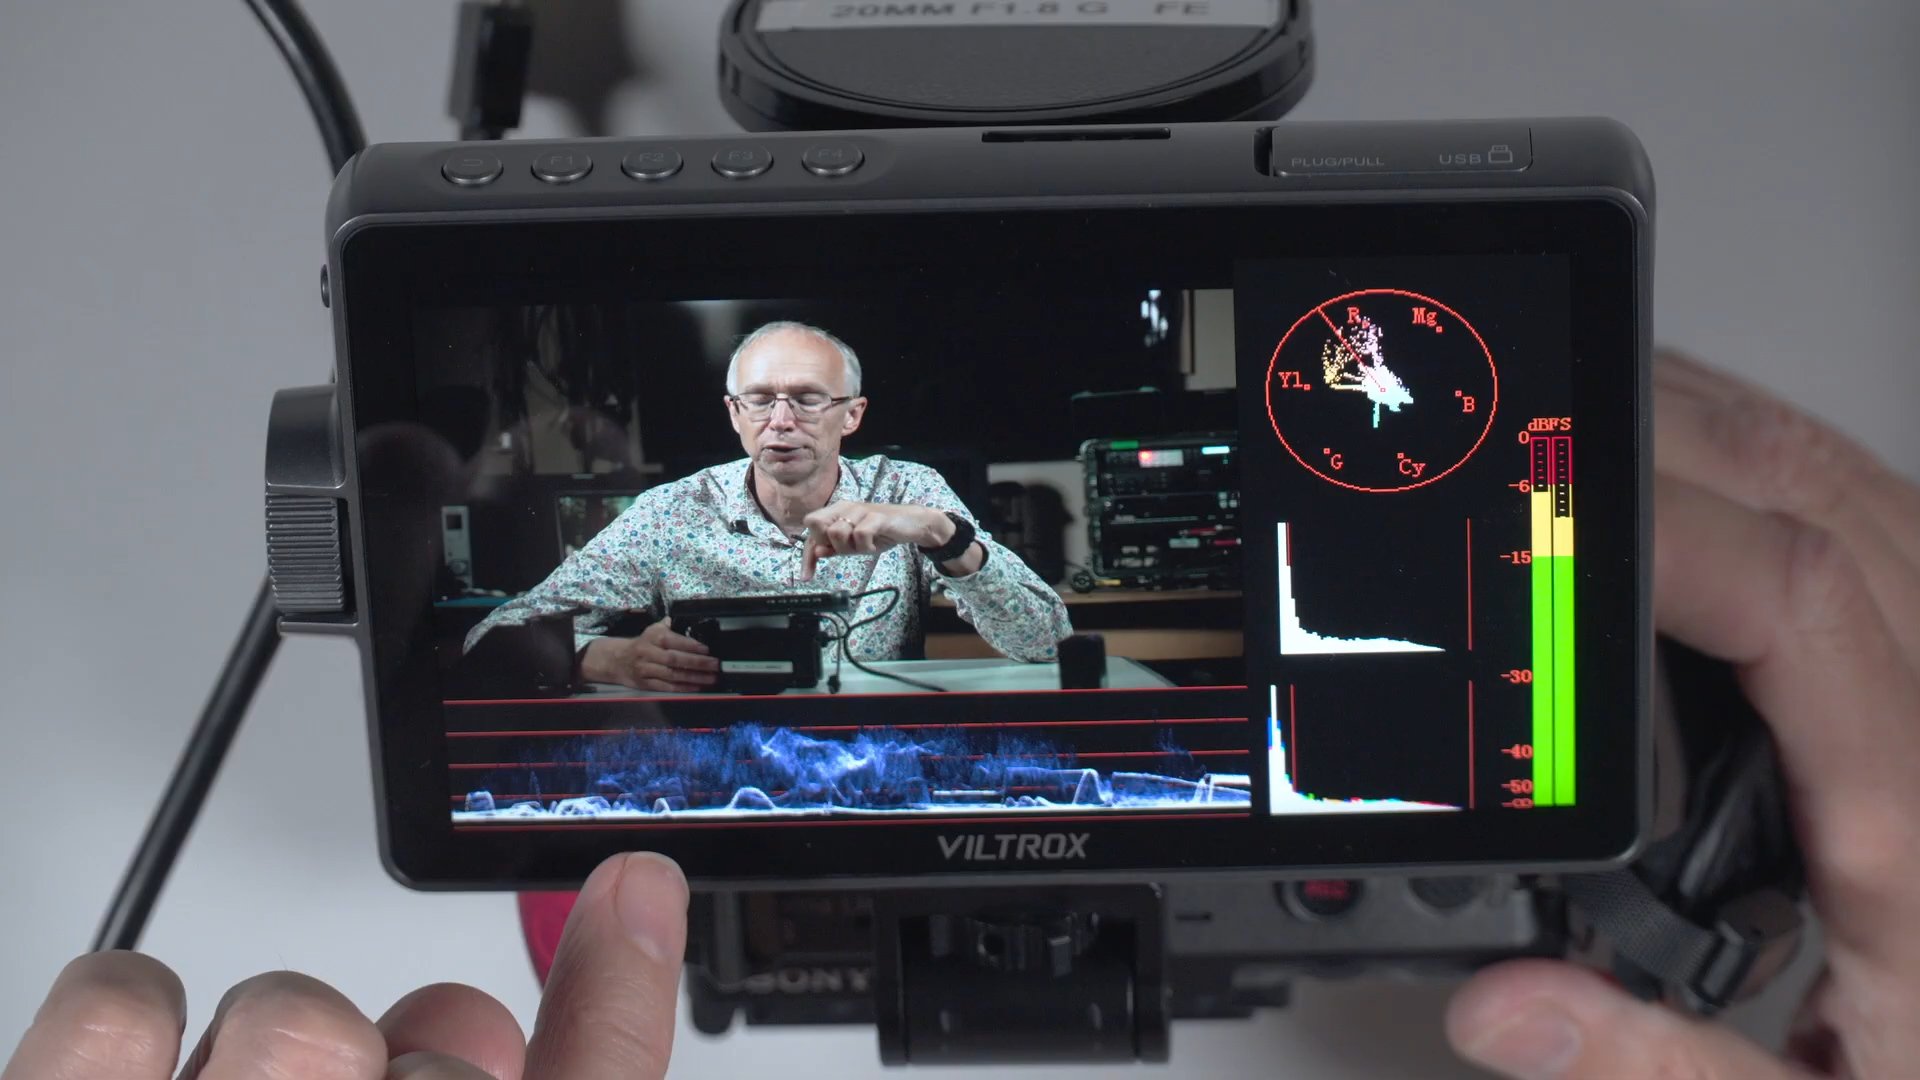 20MM F1.8 G FE
F1 F2 F3 F4
PLUG/PULL USB
R Mg
Yl B
G Cy
dBFS
0
-6
-15
-30
-40
-50
-∞
VILTROX
SONY